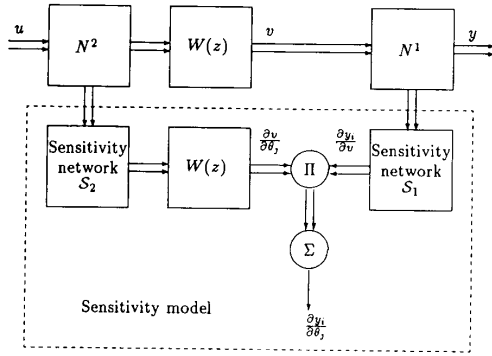 u
N²
W(z)
v
N¹
y
Sensitivity
network
S₂
W(z)
∂v/∂θⱼ
Π
∂yᵢ/∂v
Sensitivity
network
S₁
Σ
Sensitivity model
∂yᵢ/∂θⱼ